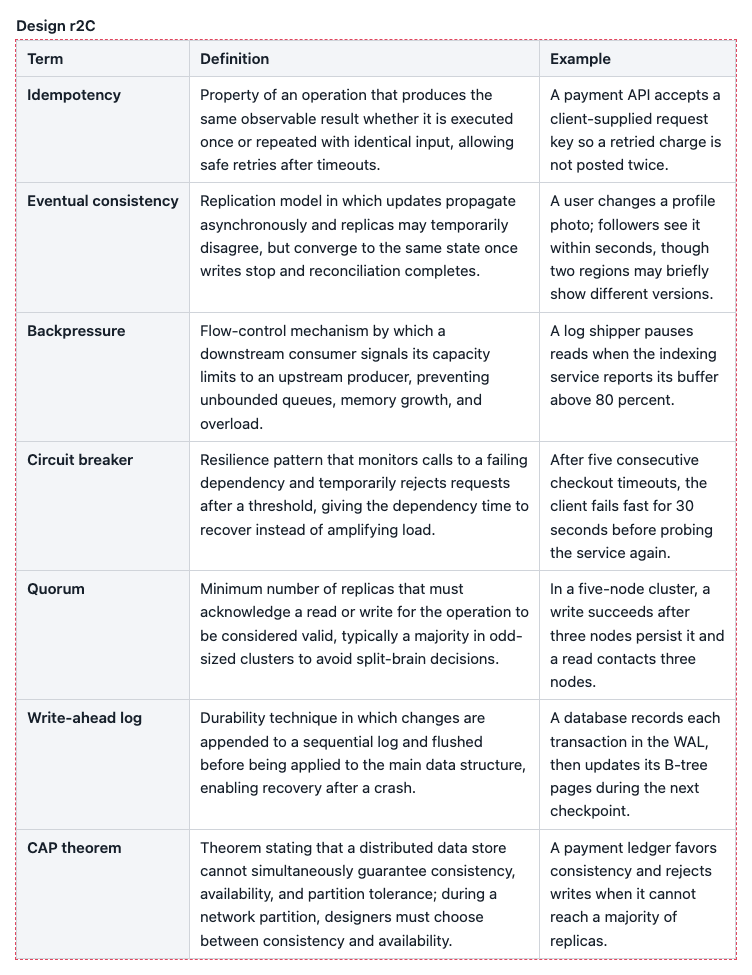 Design r2C
Term
Definition
Example
Idempotency
Property of an operation that produces the
same observable result whether it is executed
once or repeated with identical input, allowing
safe retries after timeouts.
A payment API accepts a
client-supplied request
key so a retried charge is
not posted twice.
Eventual consistency
Replication model in which updates propagate
asynchronously and replicas may temporarily
disagree, but converge to the same state once
writes stop and reconciliation completes.
A user changes a profile
photo; followers see it
within seconds, though
two regions may briefly
show different versions.
Backpressure
Flow-control mechanism by which a
downstream consumer signals its capacity
limits to an upstream producer, preventing
unbounded queues, memory growth, and
overload.
A log shipper pauses
reads when the indexing
service reports its buffer
above 80 percent.
Circuit breaker
Resilience pattern that monitors calls to a failing
dependency and temporarily rejects requests
after a threshold, giving the dependency time to
recover instead of amplifying load.
After five consecutive
checkout timeouts, the
client fails fast for 30
seconds before probing
the service again.
Quorum
Minimum number of replicas that must
acknowledge a read or write for the operation to
be considered valid, typically a majority in odd-
sized clusters to avoid split-brain decisions.
In a five-node cluster, a
write succeeds after
three nodes persist it and
a read contacts three
nodes.
Write-ahead log
Durability technique in which changes are
appended to a sequential log and flushed
before being applied to the main data structure,
enabling recovery after a crash.
A database records each
transaction in the WAL,
then updates its B-tree
pages during the next
checkpoint.
CAP theorem
Theorem stating that a distributed data store
cannot simultaneously guarantee consistency,
availability, and partition tolerance; during a
network partition, designers must choose
between consistency and availability.
A payment ledger favors
consistency and rejects
writes when it cannot
reach a majority of
replicas.